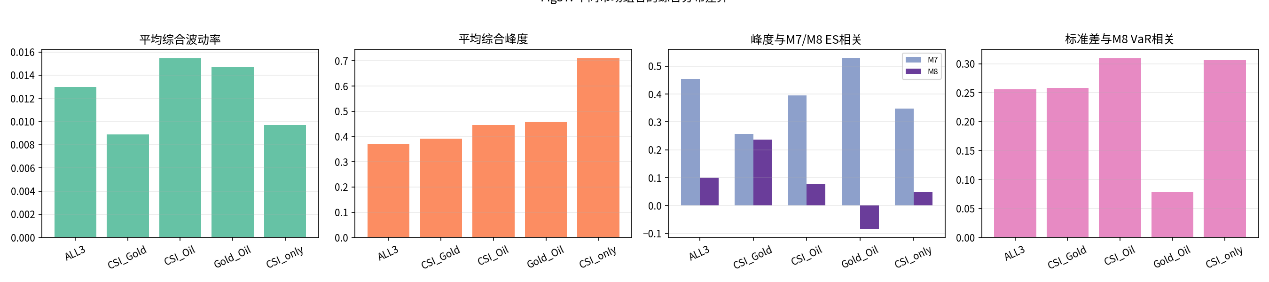 平均综合波动率
0.016
0.014
0.012
0.010
0.008
0.006
0.004
0.002
0.000
ALL3
CSI_Gold
CSI_Oil
Gold_Oil
CSI_only
平均综合峰度
0.7
0.6
0.5
0.4
0.3
0.2
0.1
0.0
ALL3
CSI_Gold
CSI_Oil
Gold_Oil
CSI_only
峰度与M7/M8 ES相关
M7
M8
0.5
0.4
0.3
0.2
0.1
0.0
−0.1
ALL3
CSI_Gold
CSI_Oil
Gold_Oil
CSI_only
标准差与M8 VaR相关
0.30
0.25
0.20
0.15
0.10
0.05
0.00
ALL3
CSI_Gold
CSI_Oil
Gold_Oil
CSI_only